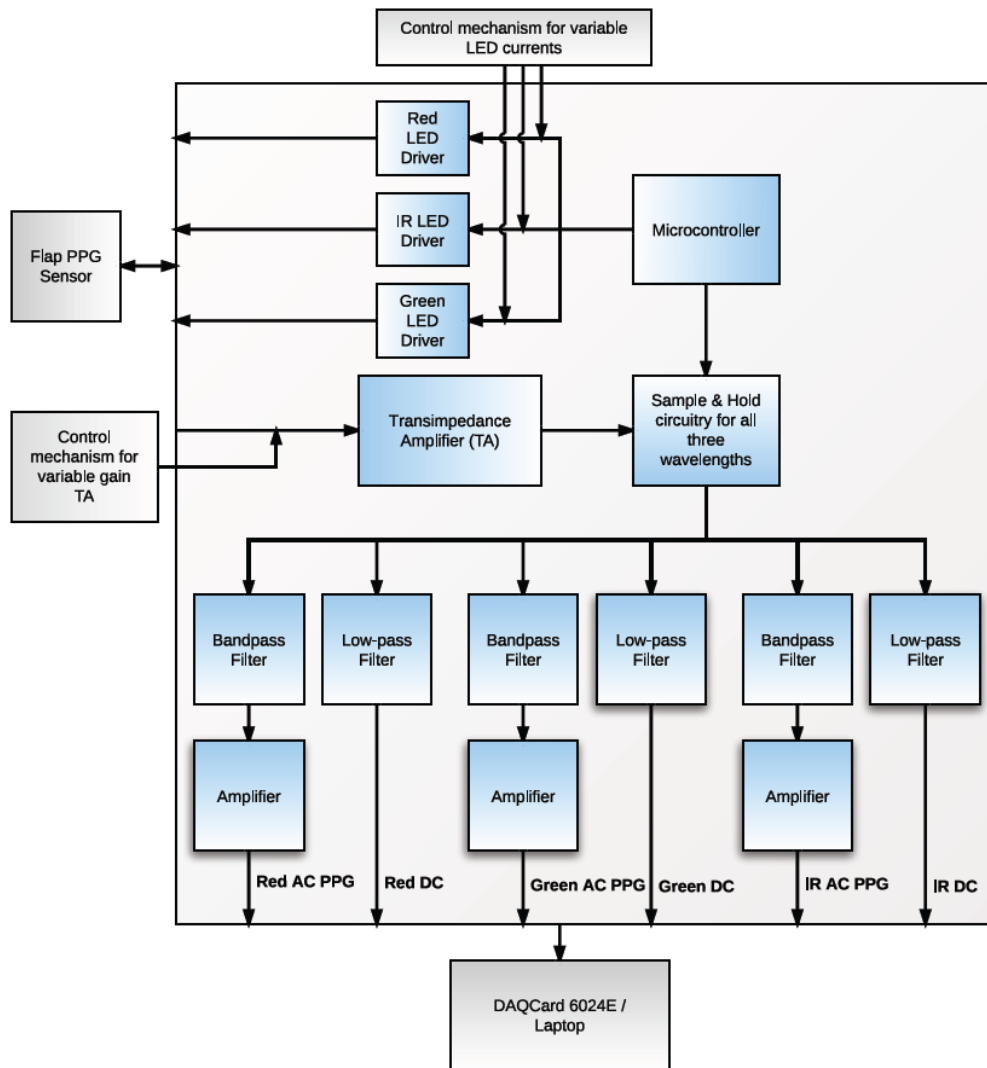 Control mechanism for variable
LED currents
Red
LED
Driver
IR LED
Driver
Microcontroller
Flap PPG
Sensor
Green
LED
Driver
Control
mechanism for
variable gain
TA
Transimpedance
Amplifier (TA)
Sample & Hold
circuitry for all
three
wavelengths
Bandpass
Filter
Low-pass
Filter
Bandpass
Filter
Low-pass
Filter
Bandpass
Filter
Low-pass
Filter
Amplifier
Amplifier
Amplifier
Red AC PPG
Red DC
Green AC PPG
Green DC
IR AC PPG
IR DC
DAQCard 6024E /
Laptop